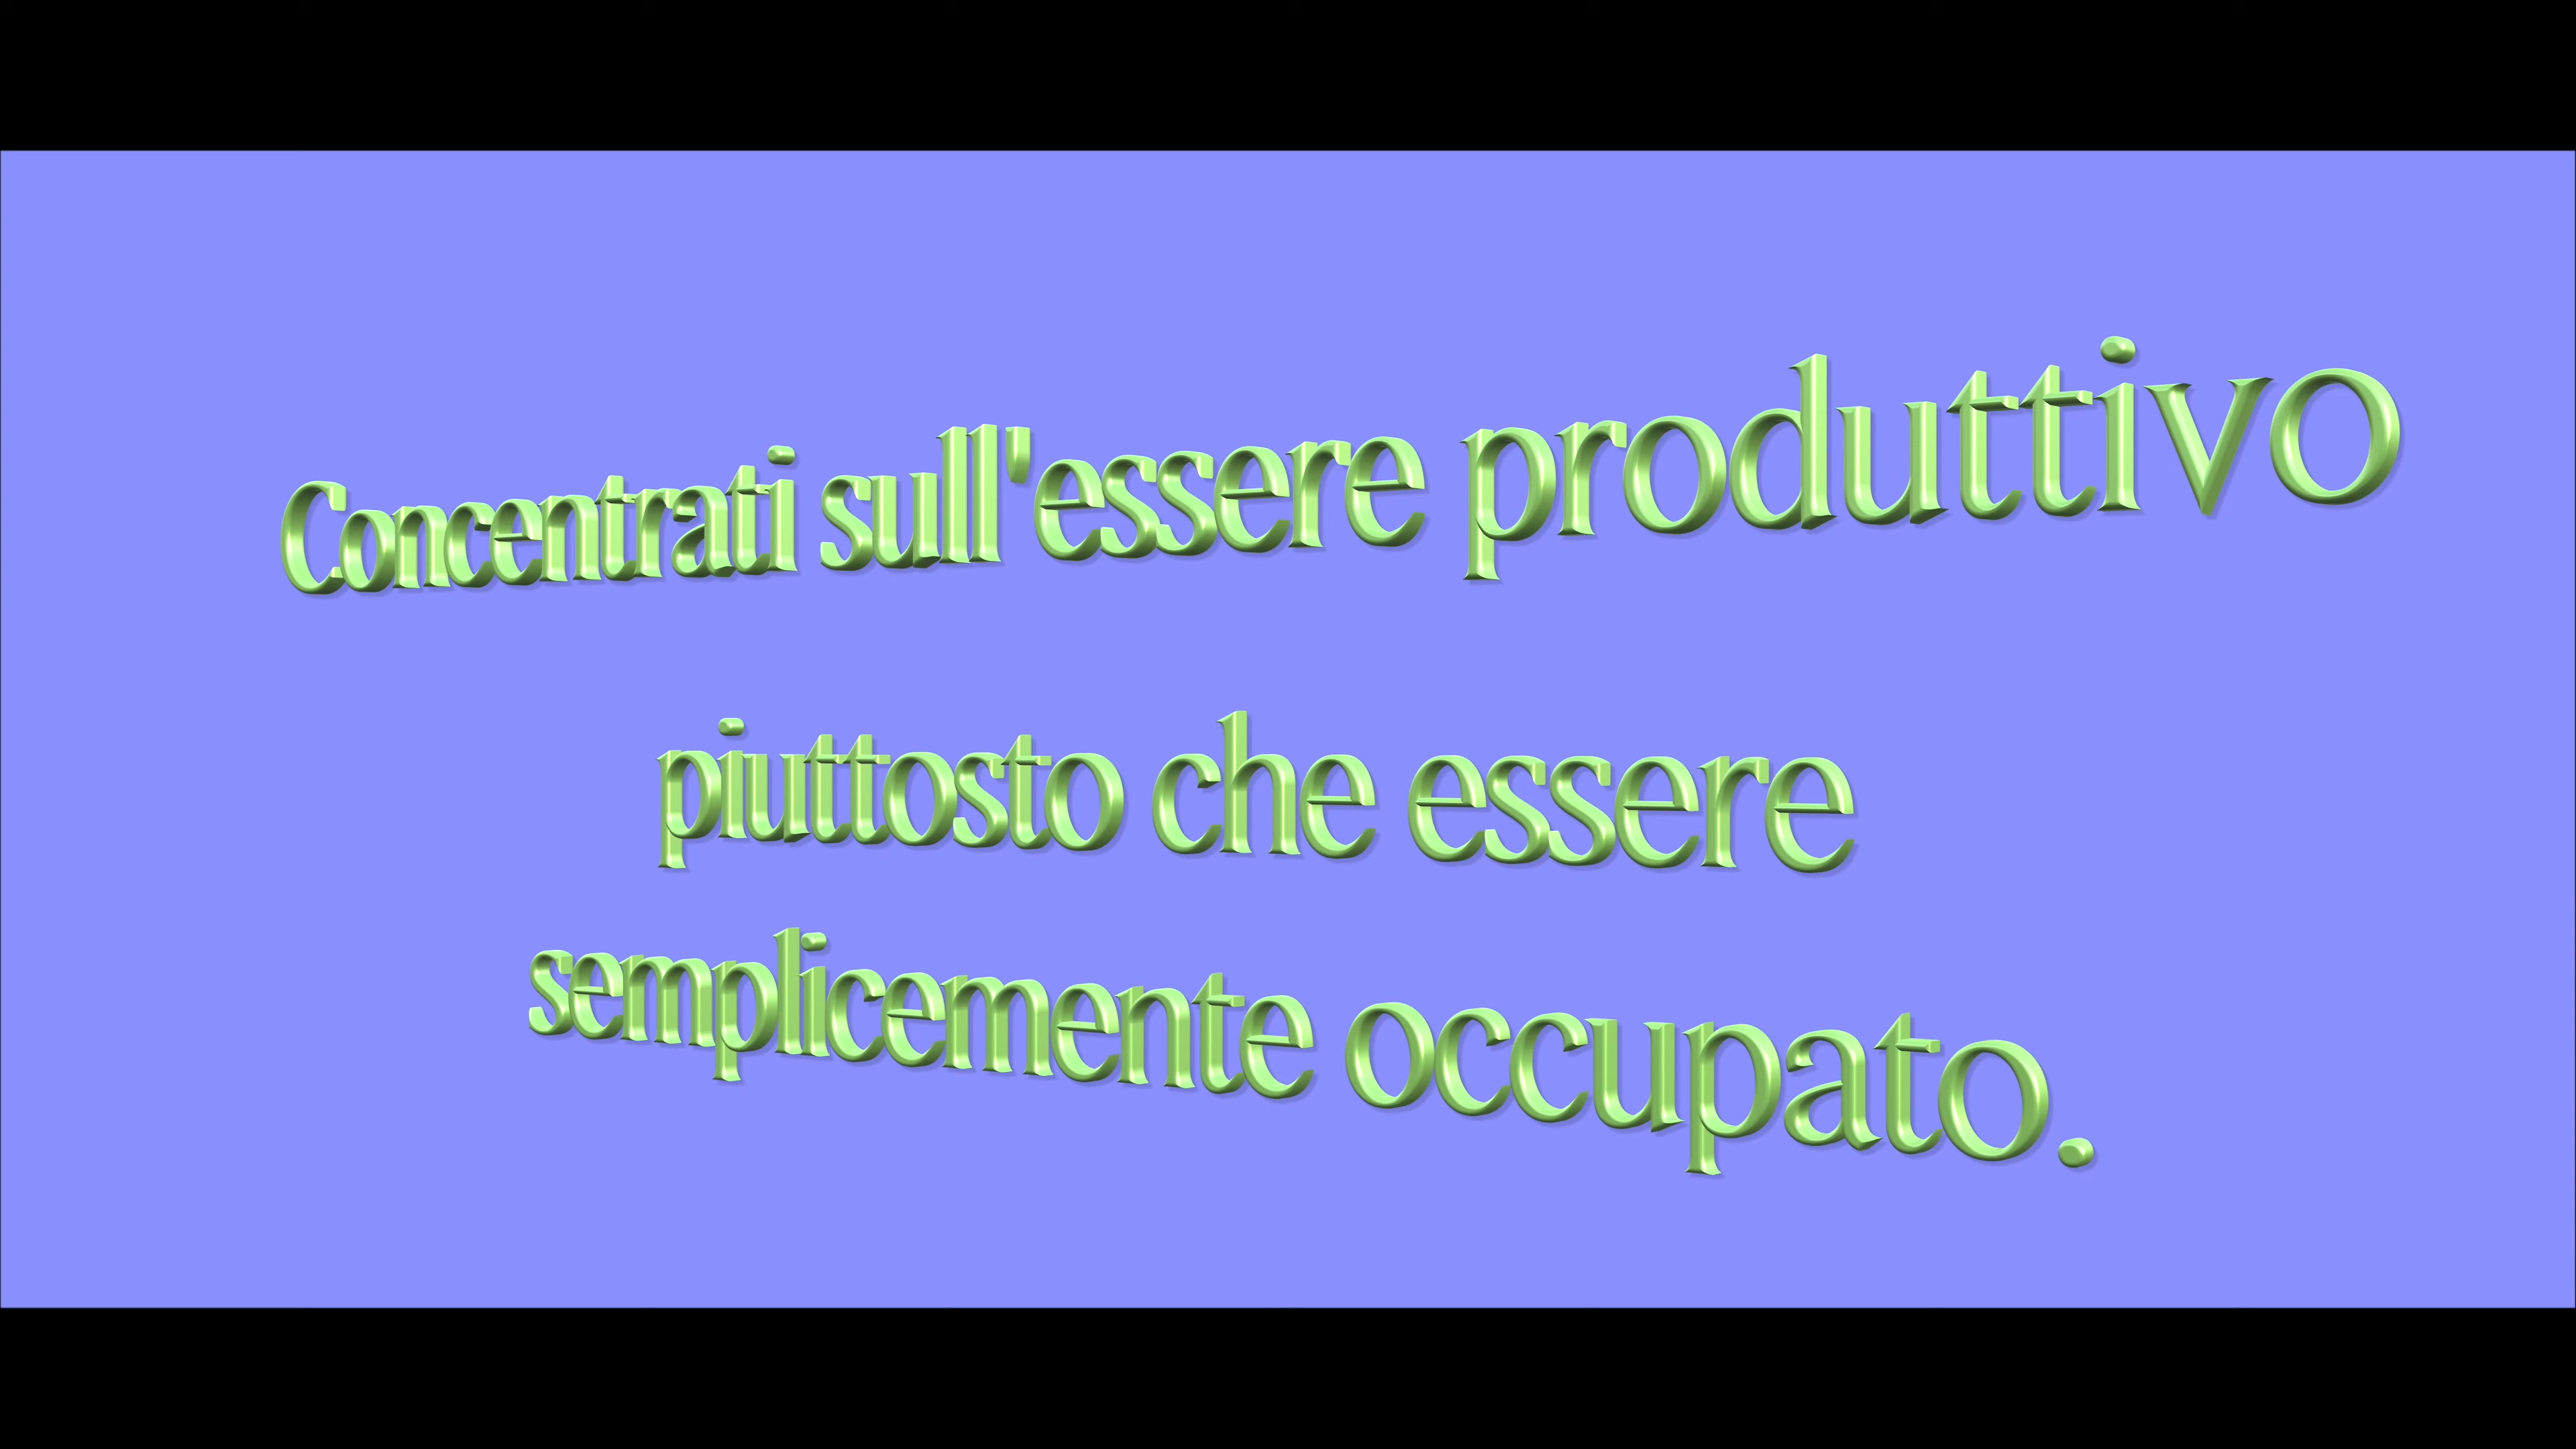 Concentrati sull'essere produttivo
piuttosto che essere
semplicemente occupato.